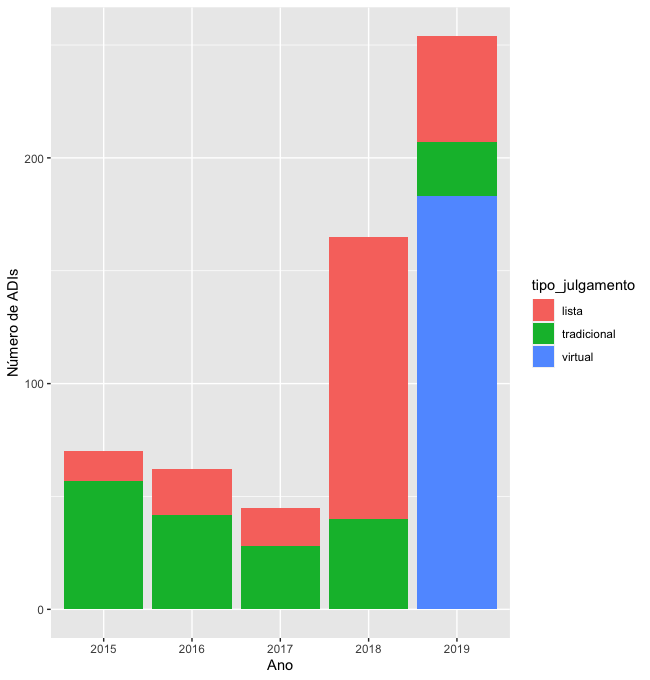 Número de ADIs
200
100
0
2015 2016 2017 2018 2019
Ano
tipo_julgamento
lista
tradicional
virtual